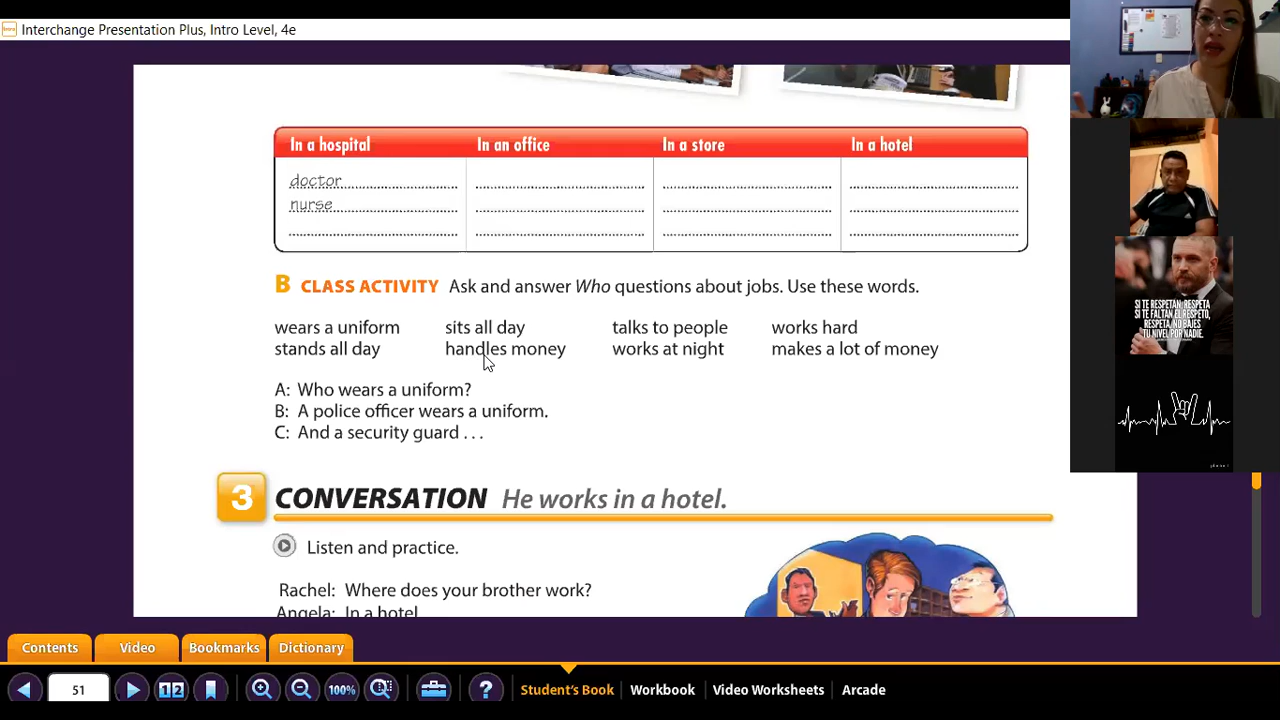 Interchange Presentation Plus, Intro Level, 4e
In a hospital In an office In a store In a hotel
doctor
nurse
B CLASS ACTIVITY Ask and answer Who questions about jobs. Use these words.
wears a uniform sits all day talks to people works hard
stands all day handles money works at night makes a lot of money
A: Who wears a uniform?
B: A police officer wears a uniform.
C: And a security guard . . .
3 CONVERSATION He works in a hotel.
Listen and practice.
Rachel: Where does your brother work?
Angela: In a hotel
SI TE RESPETAN, RESPETA
SI TE FALTAN EL RESPETO,
RESPETA, NO BAJES
TU NIVEL POR NADIE.
Contents Video Bookmarks Dictionary
51 12 100% ? Student's Book Workbook Video Worksheets Arcade